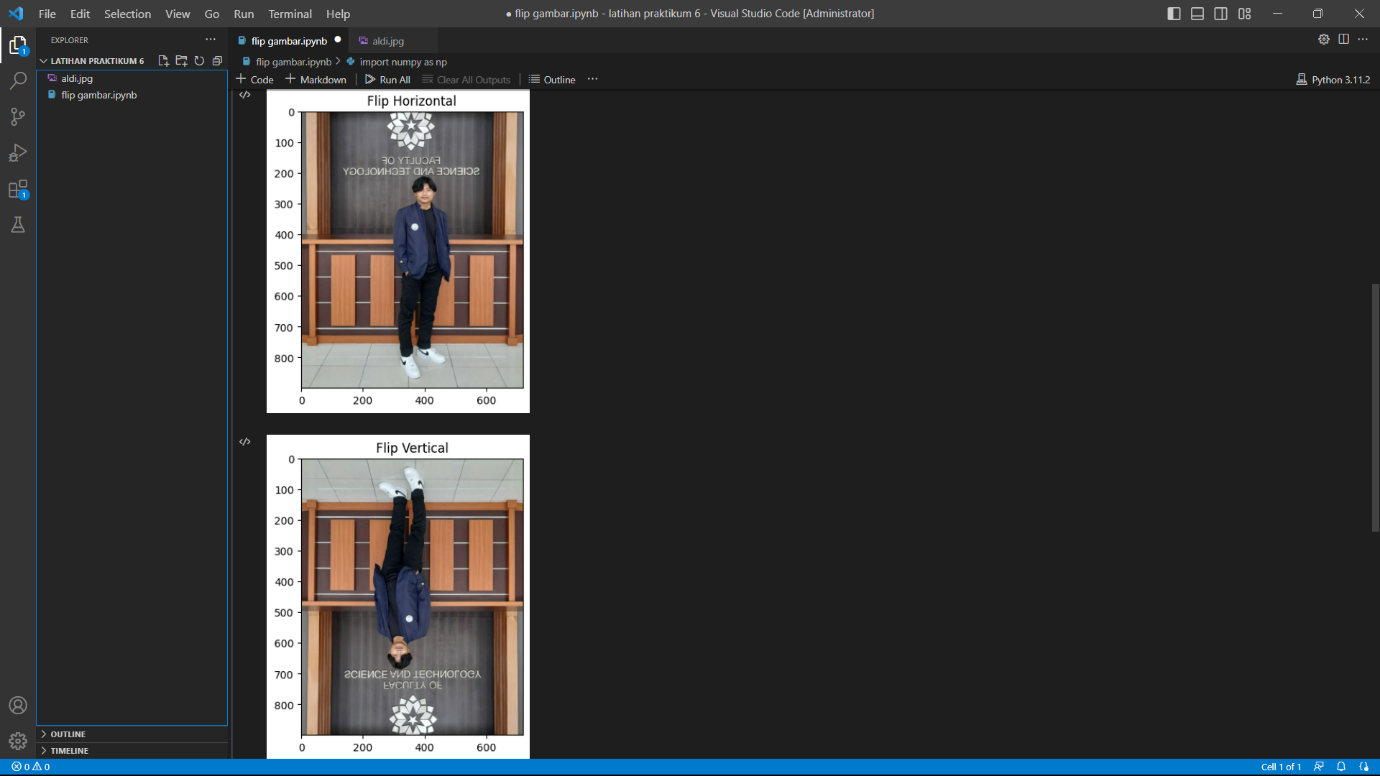 File Edit Selection View Go Run Terminal Help
● flip gambar.ipynb - latihan praktikum 6 - Visual Studio Code [Administrator]
EXPLORER
LATIHAN PRAKTIKUM 6
aldi.jpg
flip gambar.ipynb
OUTLINE
TIMELINE
flip gambar.ipynb ● aldi.jpg
flip gambar.ipynb > import numpy as np
+ Code + Markdown Run All Clear All Outputs Outline ...
Python 3.11.2
Flip Horizontal
0
100
200
300
400
500
600
700
800
0 200 400 600
FACULTY OF
SCIENCE AND TECHNOLOGY
Flip Vertical
0
100
200
300
400
500
600
700
800
0 200 400 600
SCIENCE AND TECHNOLOGY
FACULTY OF
0 0
Cell 1 of 1
1
1